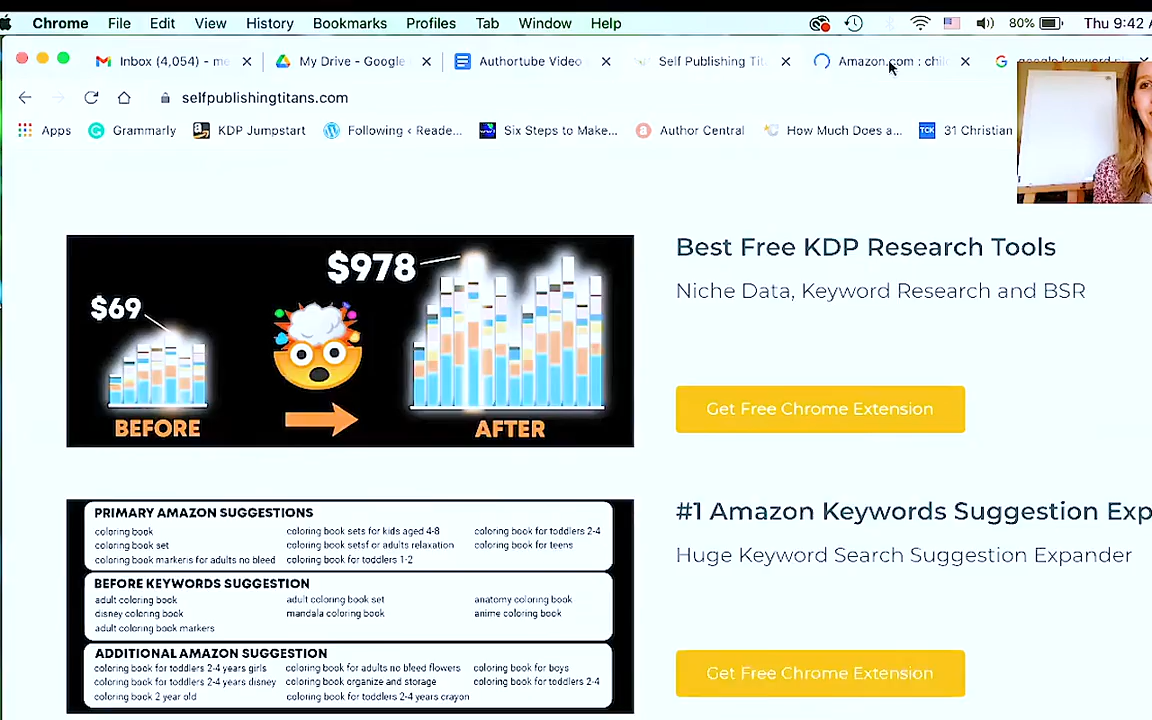 Chrome File Edit View History Bookmarks Profiles Tab Window Help 80% Thu 9:42
Inbox (4,054) - me My Drive - Google Authortube Video Self Publishing Tit Amazon.com : chil google keyword
selfpublishingtitans.com
Apps Grammarly KDP Jumpstart Following ‹ Reade... Six Steps to Make... Author Central How Much Does a... TCK 31 Christian
$978
$69
BEFORE AFTER
Best Free KDP Research Tools
Niche Data, Keyword Research and BSR
Get Free Chrome Extension
PRIMARY AMAZON SUGGESTIONS
coloring book coloring book sets for kids aged 4-8 coloring book for toddlers 2-4
coloring book set coloring book setsf or adults relaxation coloring book for teens
coloring book markeris for adults no bleed coloring book for toddlers 1-2
BEFORE KEYWORDS SUGGESTION
adult coloring book adult coloring book set anatomy coloring book
disney coloring book mandala coloring book anime coloring book
adult coloring book markers
ADDITIONAL AMAZON SUGGESTION
coloring book for toddlers 2-4 years girls coloring book for adults no bleed flowers coloring book for boys
coloring book for toddlers 2-4 years disney coloring book organize and storage coloring book for toddlers 2-4
coloring book 2 year old coloring book for toddlers 2-4 years crayon
#1 Amazon Keywords Suggestion Exp
Huge Keyword Search Suggestion Expander
Get Free Chrome Extension